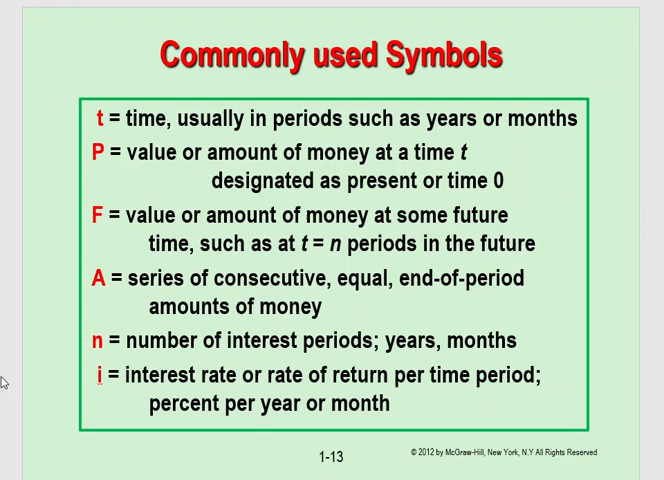 Commonly used Symbols
t = time, usually in periods such as years or months
P = value or amount of money at a time t
designated as present or time 0
F = value or amount of money at some future
time, such as at t = n periods in the future
A = series of consecutive, equal, end-of-period
amounts of money
n = number of interest periods; years, months
i = interest rate or rate of return per time period;
percent per year or month
1-13
© 2012 by McGraw-Hill, New York, N.Y All Rights Reserved